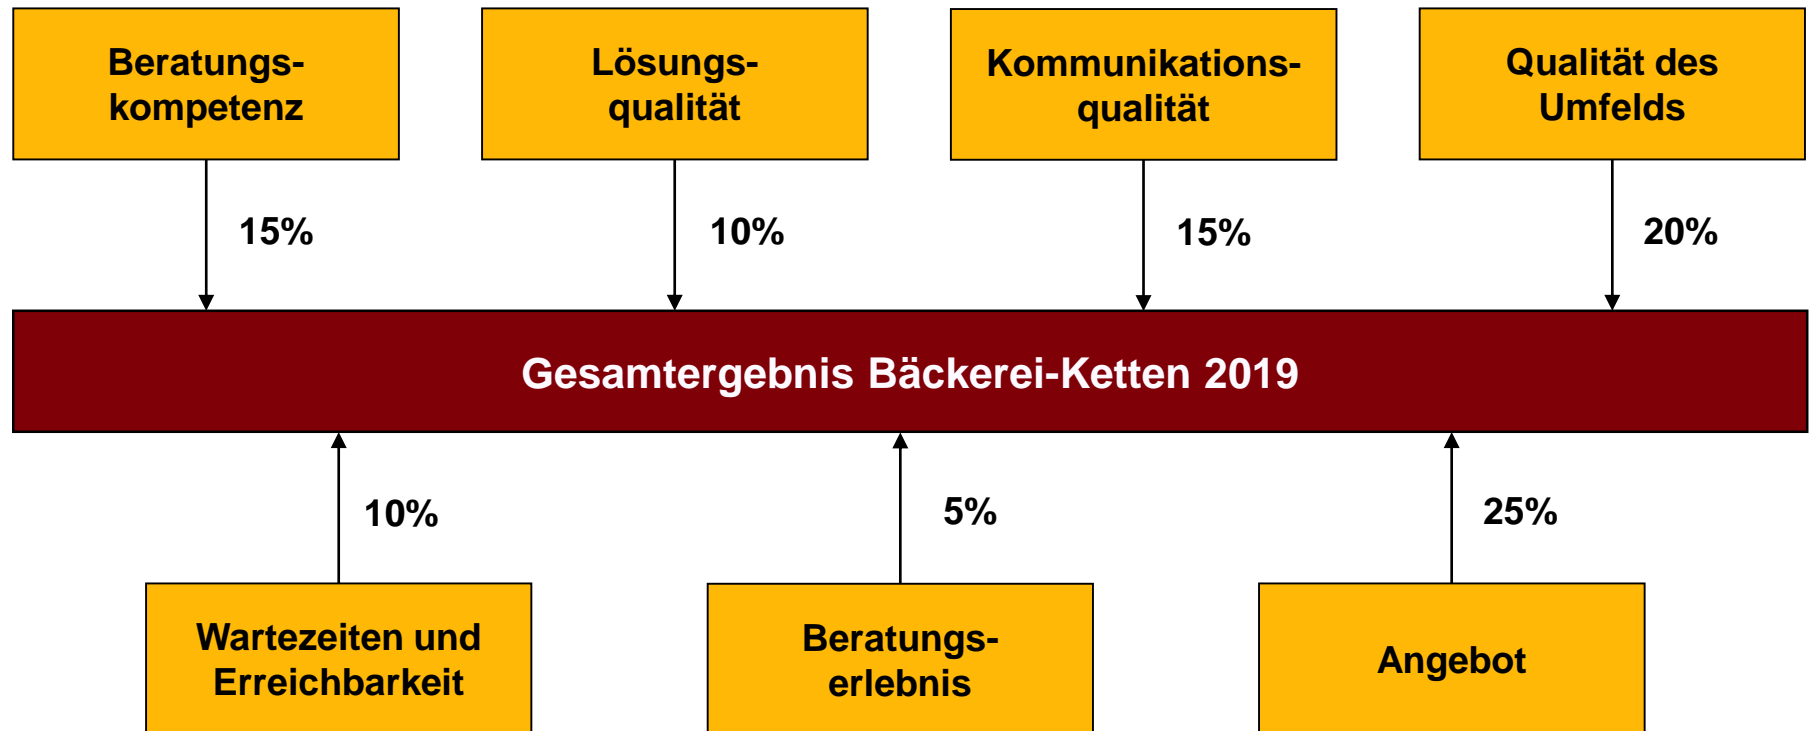 Beratungs-
kompetenz
Lösungs-
qualität
Kommunikations-
qualität
Qualität des
Umfelds
15%
10%
15%
20%
Gesamtergebnis Bäckerei-Ketten 2019
10%
5%
25%
Wartezeiten und
Erreichbarkeit
Beratungs-
erlebnis
Angebot